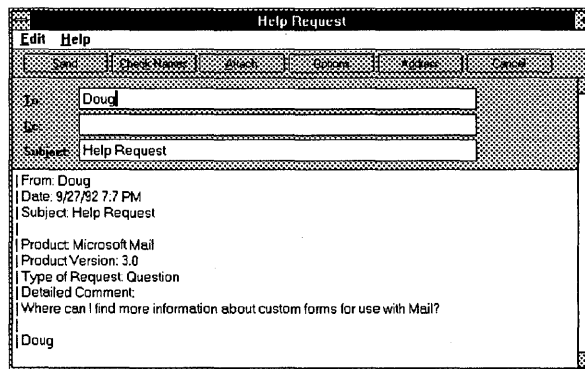 Help Request
Edit Help
Send Check Names Attach Options Address Cancel
To: Doug
Cc:
Subject: Help Request
From: Doug
Date: 9/27/92 7:7 PM
Subject: Help Request
Product: Microsoft Mail
Product Version: 3.0
Type of Request: Question
Detailed Comment:
Where can I find more information about custom forms for use with Mail?
Doug